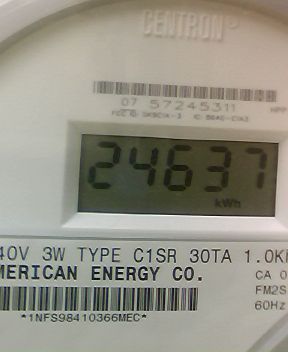 CENTRON®
07 57245311
24637
kWh
40V 3W TYPE C1SR 30TA 1.0K
MERICAN ENERGY CO.
CA 0
FM2S
60Hz
*1NFS98410366MEC*